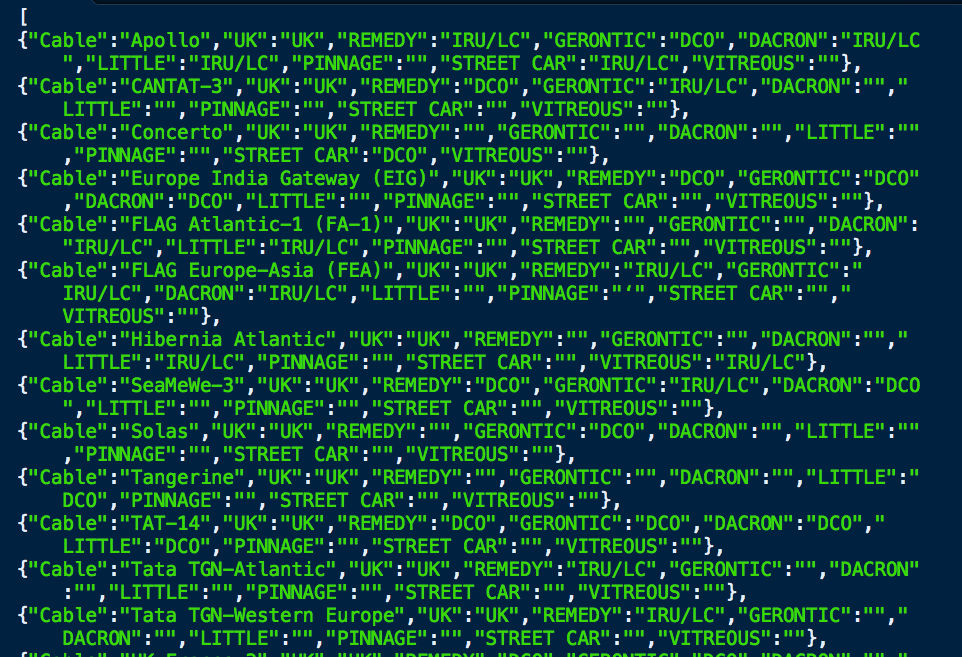 [
{"Cable":"Apollo","UK":"UK","REMEDY":"IRU/LC","GERONTIC":"DCO","DACRON":"IRU/LC
","LITTLE":"IRU/LC","PINNAGE":"","STREET CAR":"IRU/LC","VITREOUS":""},
{"Cable":"CANTAT-3","UK":"UK","REMEDY":"DCO","GERONTIC":"IRU/LC","DACRON":"","
LITTLE":"","PINNAGE":"","STREET CAR":"","VITREOUS":""},
{"Cable":"Concerto","UK":"UK","REMEDY":"","GERONTIC":"","DACRON":"","LITTLE":""
,"PINNAGE":"","STREET CAR":"DCO","VITREOUS":""},
{"Cable":"Europe India Gateway (EIG)","UK":"UK","REMEDY":"DCO","GERONTIC":"DCO"
,"DACRON":"DCO","LITTLE":"","PINNAGE":"","STREET CAR":"","VITREOUS":""},
{"Cable":"FLAG Atlantic-1 (FA-1)","UK":"UK","REMEDY":"","GERONTIC":"","DACRON":
"IRU/LC","LITTLE":"IRU/LC","PINNAGE":"","STREET CAR":"","VITREOUS":""},
{"Cable":"FLAG Europe-Asia (FEA)","UK":"UK","REMEDY":"IRU/LC","GERONTIC":"
IRU/LC","DACRON":"IRU/LC","LITTLE":"","PINNAGE":"‘","STREET CAR":"","
VITREOUS":""},
{"Cable":"Hibernia Atlantic","UK":"UK","REMEDY":"","GERONTIC":"","DACRON":"","
LITTLE":"IRU/LC","PINNAGE":"","STREET CAR":"","VITREOUS":"IRU/LC"},
{"Cable":"SeaMeWe-3","UK":"UK","REMEDY":"DCO","GERONTIC":"IRU/LC","DACRON":"DCO
","LITTLE":"","PINNAGE":"","STREET CAR":"","VITREOUS":""},
{"Cable":"Solas","UK":"UK","REMEDY":"","GERONTIC":"DCO","DACRON":"","LITTLE":""
,"PINNAGE":"","STREET CAR":"","VITREOUS":""},
{"Cable":"Tangerine","UK":"UK","REMEDY":"","GERONTIC":"","DACRON":"","LITTLE":"
DCO","PINNAGE":"","STREET CAR":"","VITREOUS":""},
{"Cable":"TAT-14","UK":"UK","REMEDY":"DCO","GERONTIC":"DCO","DACRON":"DCO","
LITTLE":"DCO","PINNAGE":"","STREET CAR":"","VITREOUS":""},
{"Cable":"Tata TGN-Atlantic","UK":"UK","REMEDY":"IRU/LC","GERONTIC":"","DACRON"
:"","LITTLE":"","PINNAGE":"","STREET CAR":"","VITREOUS":""},
{"Cable":"Tata TGN-Western Europe","UK":"UK","REMEDY":"IRU/LC","GERONTIC":"","
DACRON":"","LITTLE":"","PINNAGE":"","STREET CAR":"","VITREOUS":""},